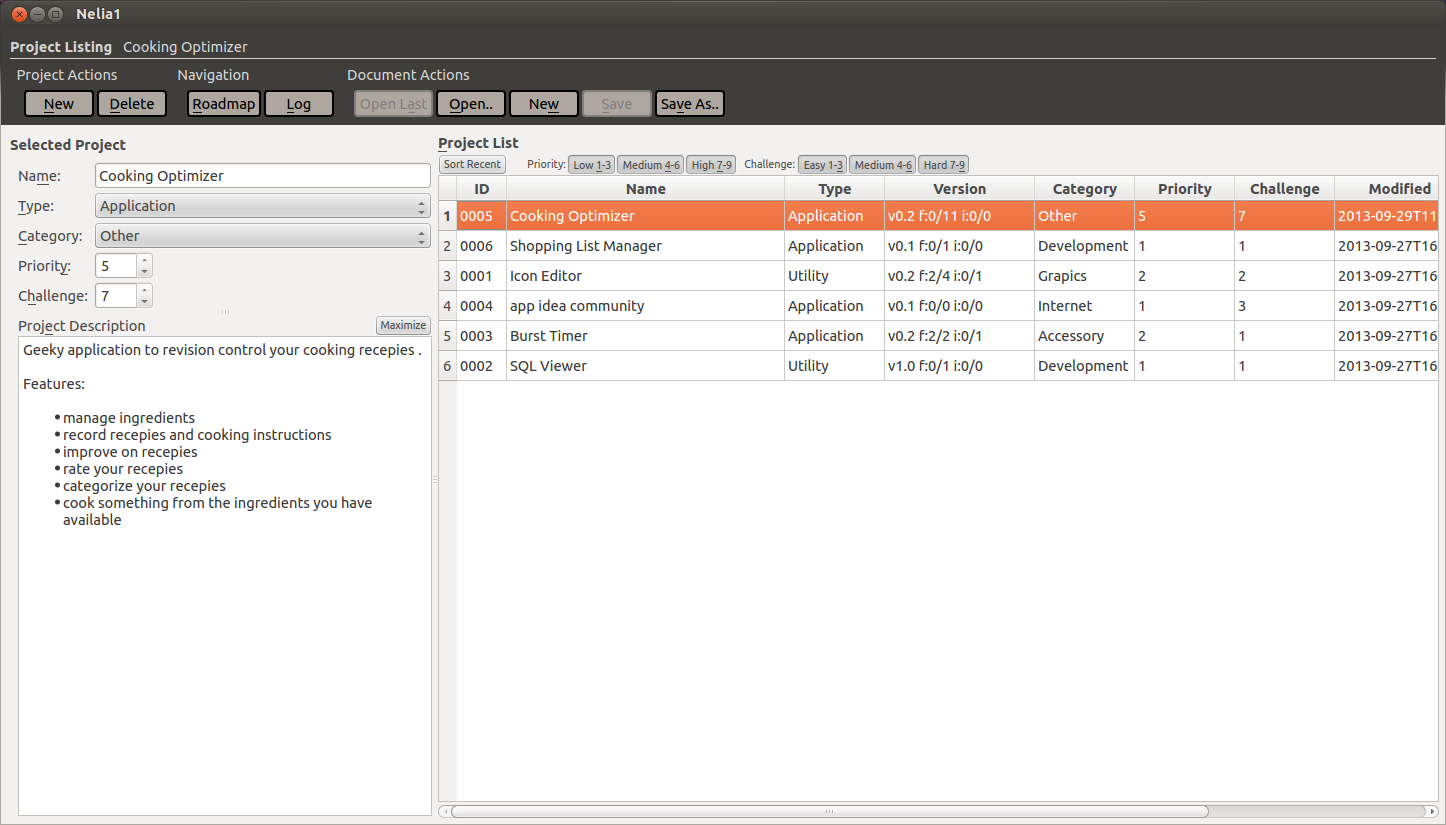 Nelia1
Project Listing Cooking Optimizer
Project Actions Navigation Document Actions
New Delete Roadmap Log Open Last Open.. New Save Save As..
Selected Project
Name: Cooking Optimizer
Type: Application
Category: Other
Priority: 5
Challenge: 7
Project Description Maximize
Geeky application to revision control your cooking recepies .
Features:
• manage ingredients
• record recepies and cooking instructions
• improve on recepies
• rate your recepies
• categorize your recepies
• cook something from the ingredients you have
available
Project List
Sort Recent Priority: Low 1-3 Medium 4-6 High 7-9 Challenge: Easy 1-3 Medium 4-6 Hard 7-9
ID Name Type Version Category Priority Challenge Modified
1 0005 Cooking Optimizer Application v0.2 f:0/11 i:0/0 Other 5 7 2013-09-29T11
2 0006 Shopping List Manager Application v0.1 f:0/1 i:0/0 Development 1 1 2013-09-27T16
3 0001 Icon Editor Utility v0.2 f:2/4 i:0/1 Grapics 2 2 2013-09-27T16
4 0004 app idea community Application v0.1 f:0/0 i:0/0 Internet 1 3 2013-09-27T16
5 0003 Burst Timer Application v0.2 f:2/2 i:0/1 Accessory 2 1 2013-09-27T16
6 0002 SQL Viewer Utility v1.0 f:0/1 i:0/0 Development 1 1 2013-09-27T16